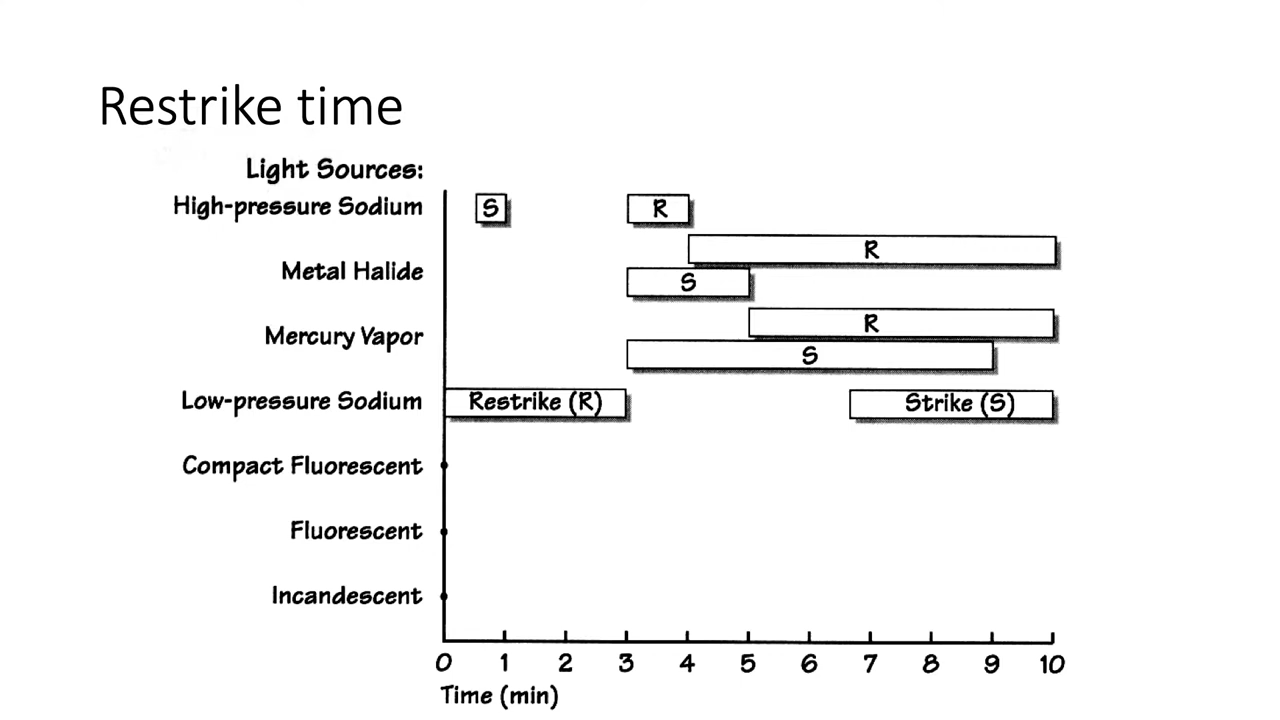 Restrike time
Light Sources:
High-pressure Sodium
S
R
R
Metal Halide
S
R
Mercury Vapor
S
Low-pressure Sodium
Restrike (R)
Strike (S)
Compact Fluorescent
Fluorescent
Incandescent
0 1 2 3 4 5 6 7 8 9 10
Time (min)